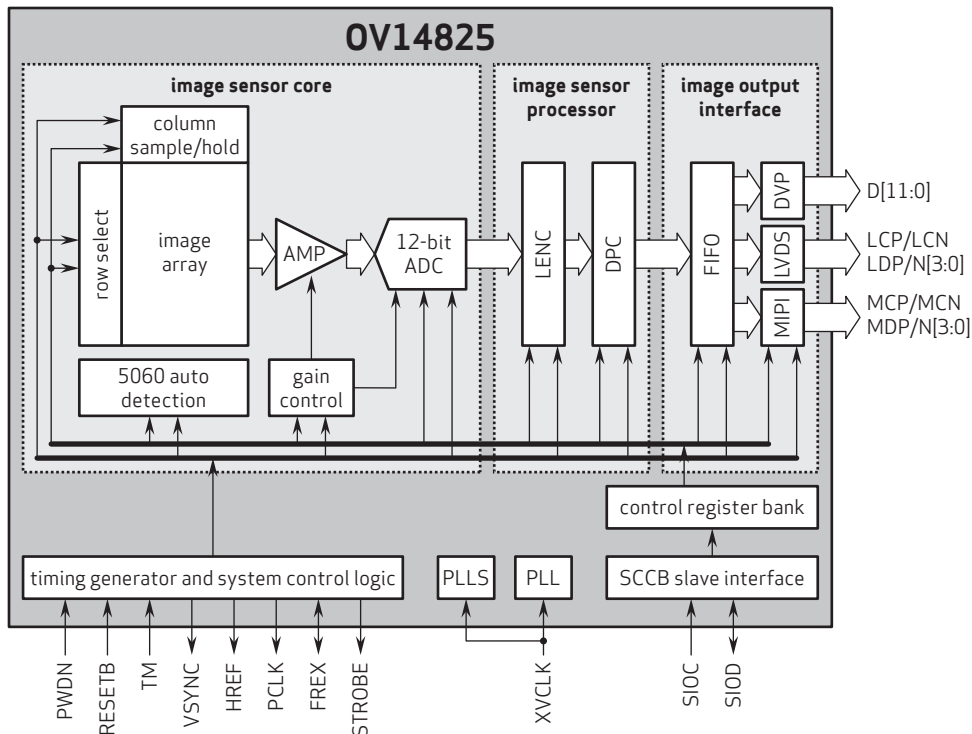 OV14825
image sensor core
image sensor
processor
image output
interface
column
sample/hold
row select
image
array
AMP
12-bit
ADC
LENC
DPC
FIFO
DVP
LVDS
MIPI
D[11:0]
LCP/LCN
LDP/N[3:0]
MCP/MCN
MDP/N[3:0]
5060 auto
detection
gain
control
control register bank
timing generator and system control logic
PLLS
PLL
SCCB slave interface
PWDN
RESETB
TM
VSYNC
HREF
PCLK
FREX
STROBE
XVCLK
SIOC
SIOD